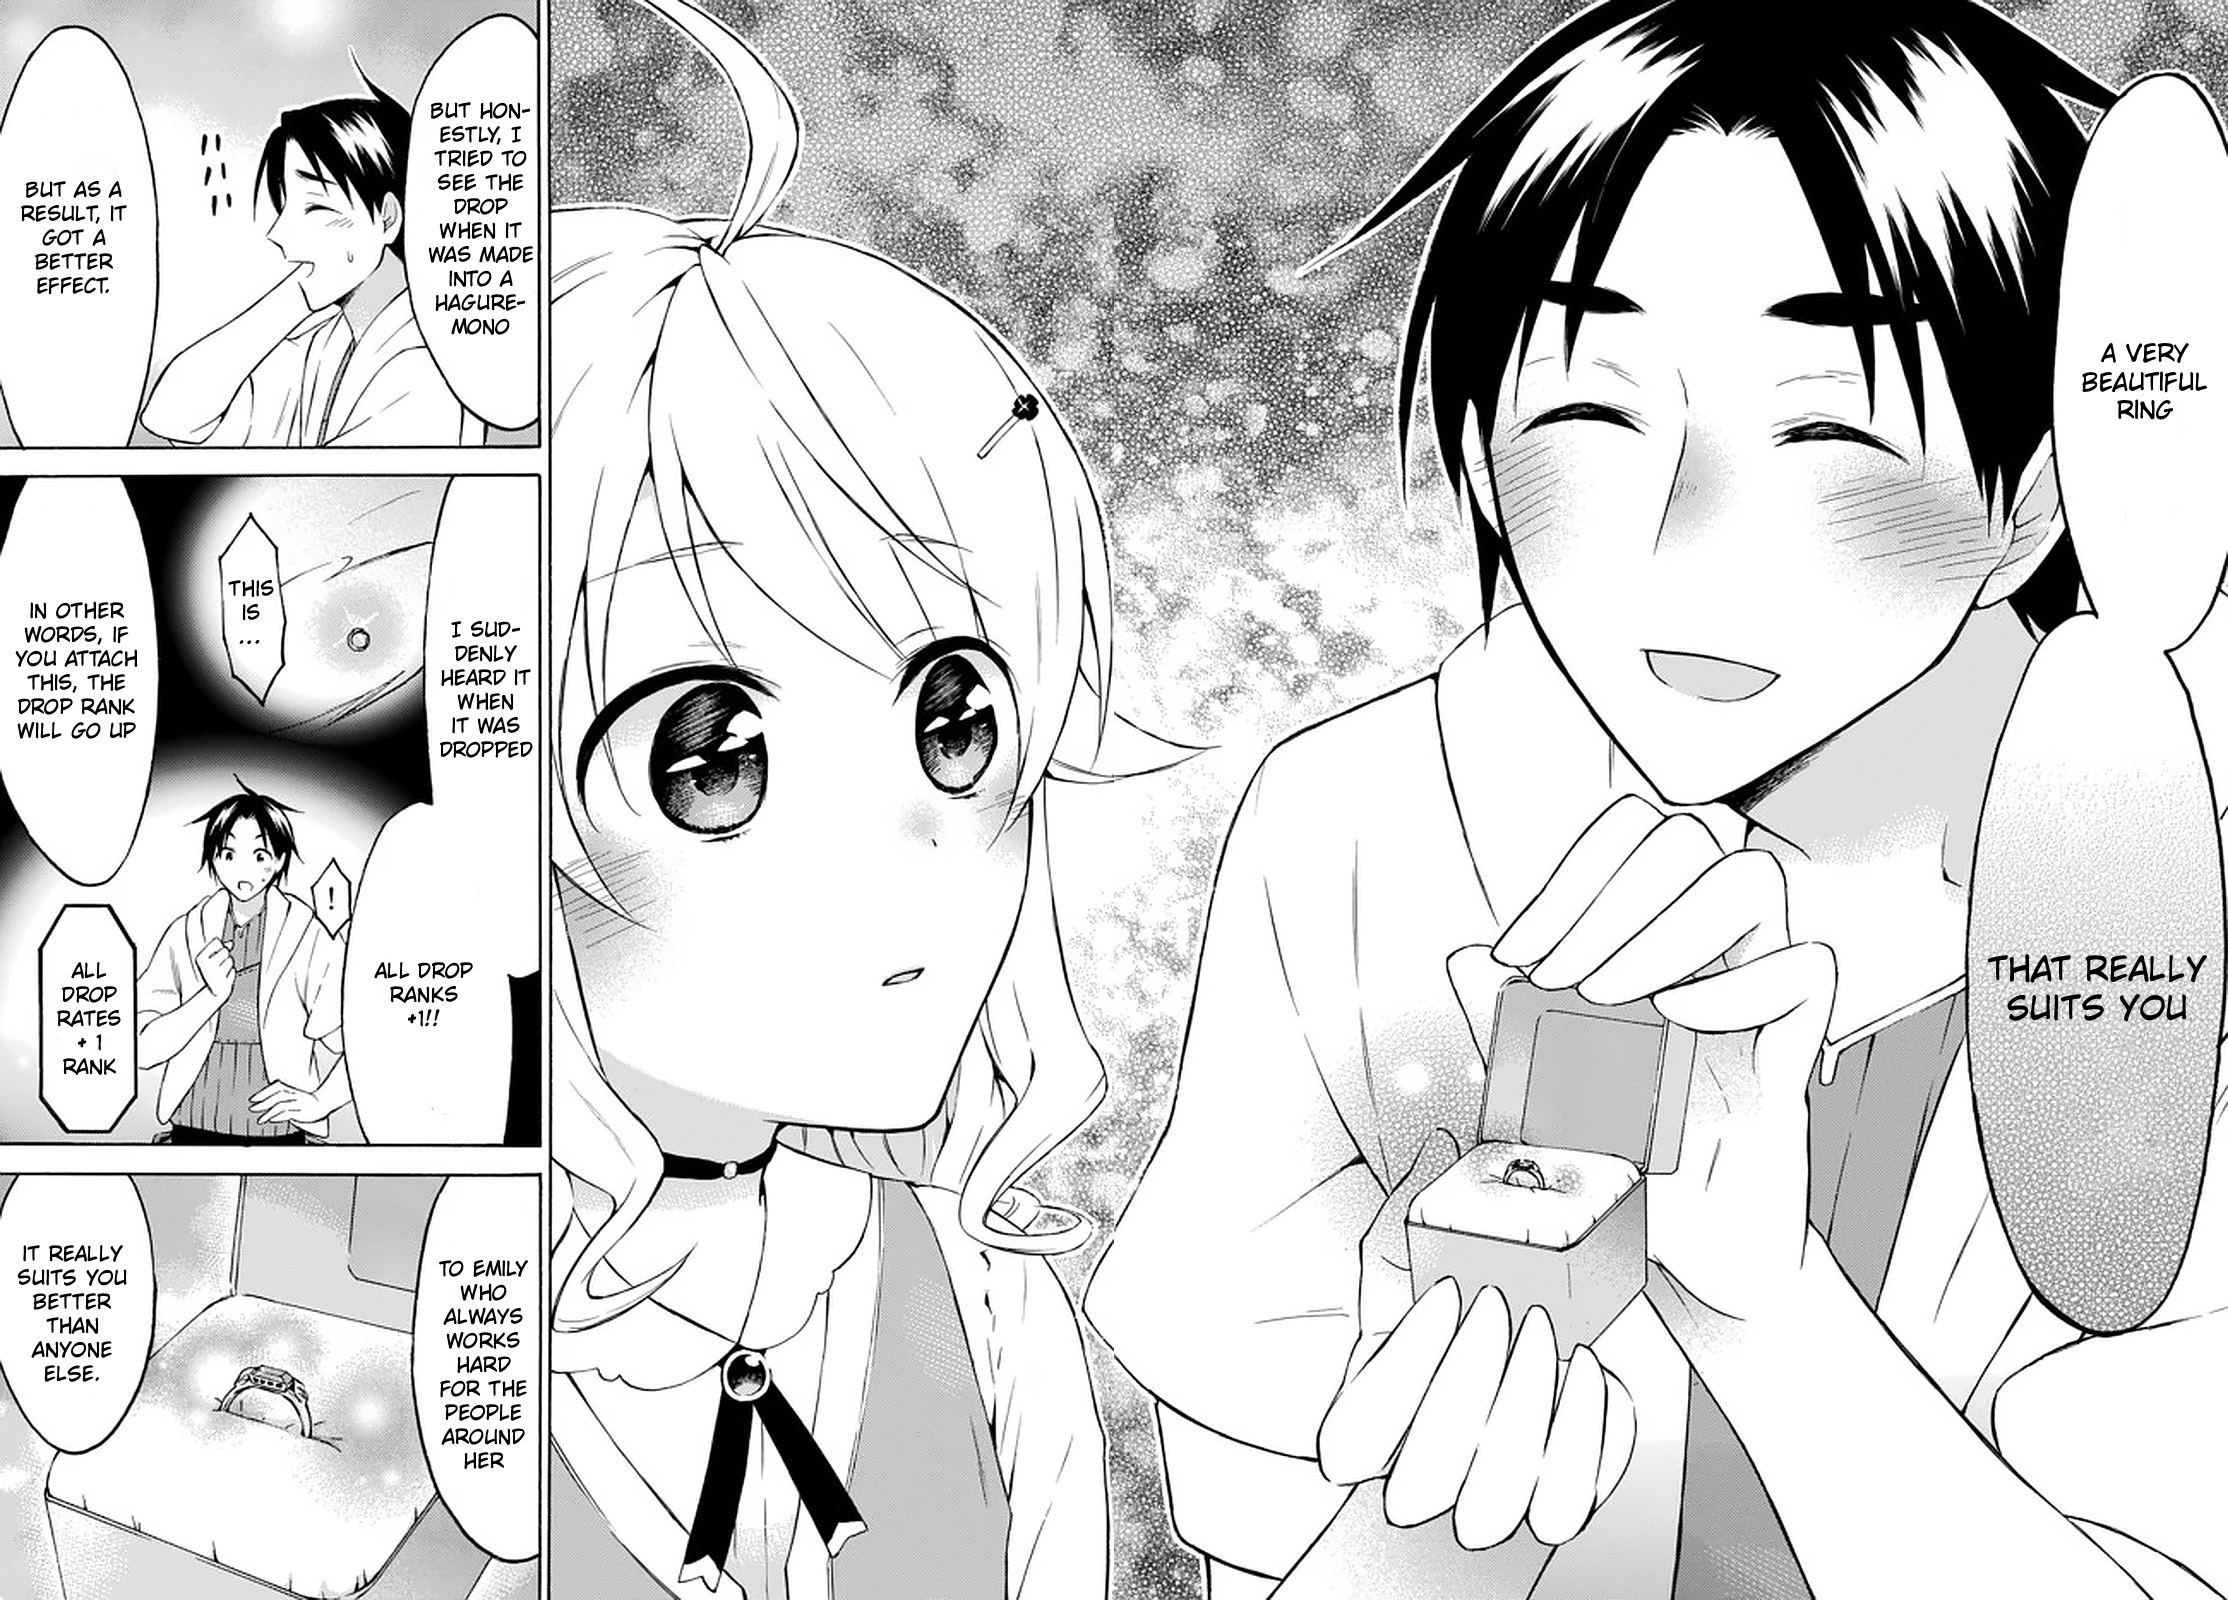 A VERY
BEAUTIFUL
RING
THAT REALLY
SUITS YOU
BUT HON-
ESTLY, I
TRIED TO
SEE THE
DROP
WHEN IT
WAS MADE
INTO A
HAGURE-
MONO
BUT AS A
RESULT, IT
GOT A
BETTER
EFFECT.
I SUD-
DENLY
HEARD IT
WHEN
IT WAS
DROPPED
THIS
IS
...
ALL DROP
RANKS
+1!!
!
IN OTHER
WORDS, IF
YOU ATTACH
THIS, THE
DROP RANK
WILL GO UP
ALL
DROP
RATES
+ 1
RANK
TO EMILY
WHO
ALWAYS
WORKS
HARD
FOR THE
PEOPLE
AROUND
HER
IT REALLY
SUITS YOU
BETTER
THAN
ANYONE
ELSE.